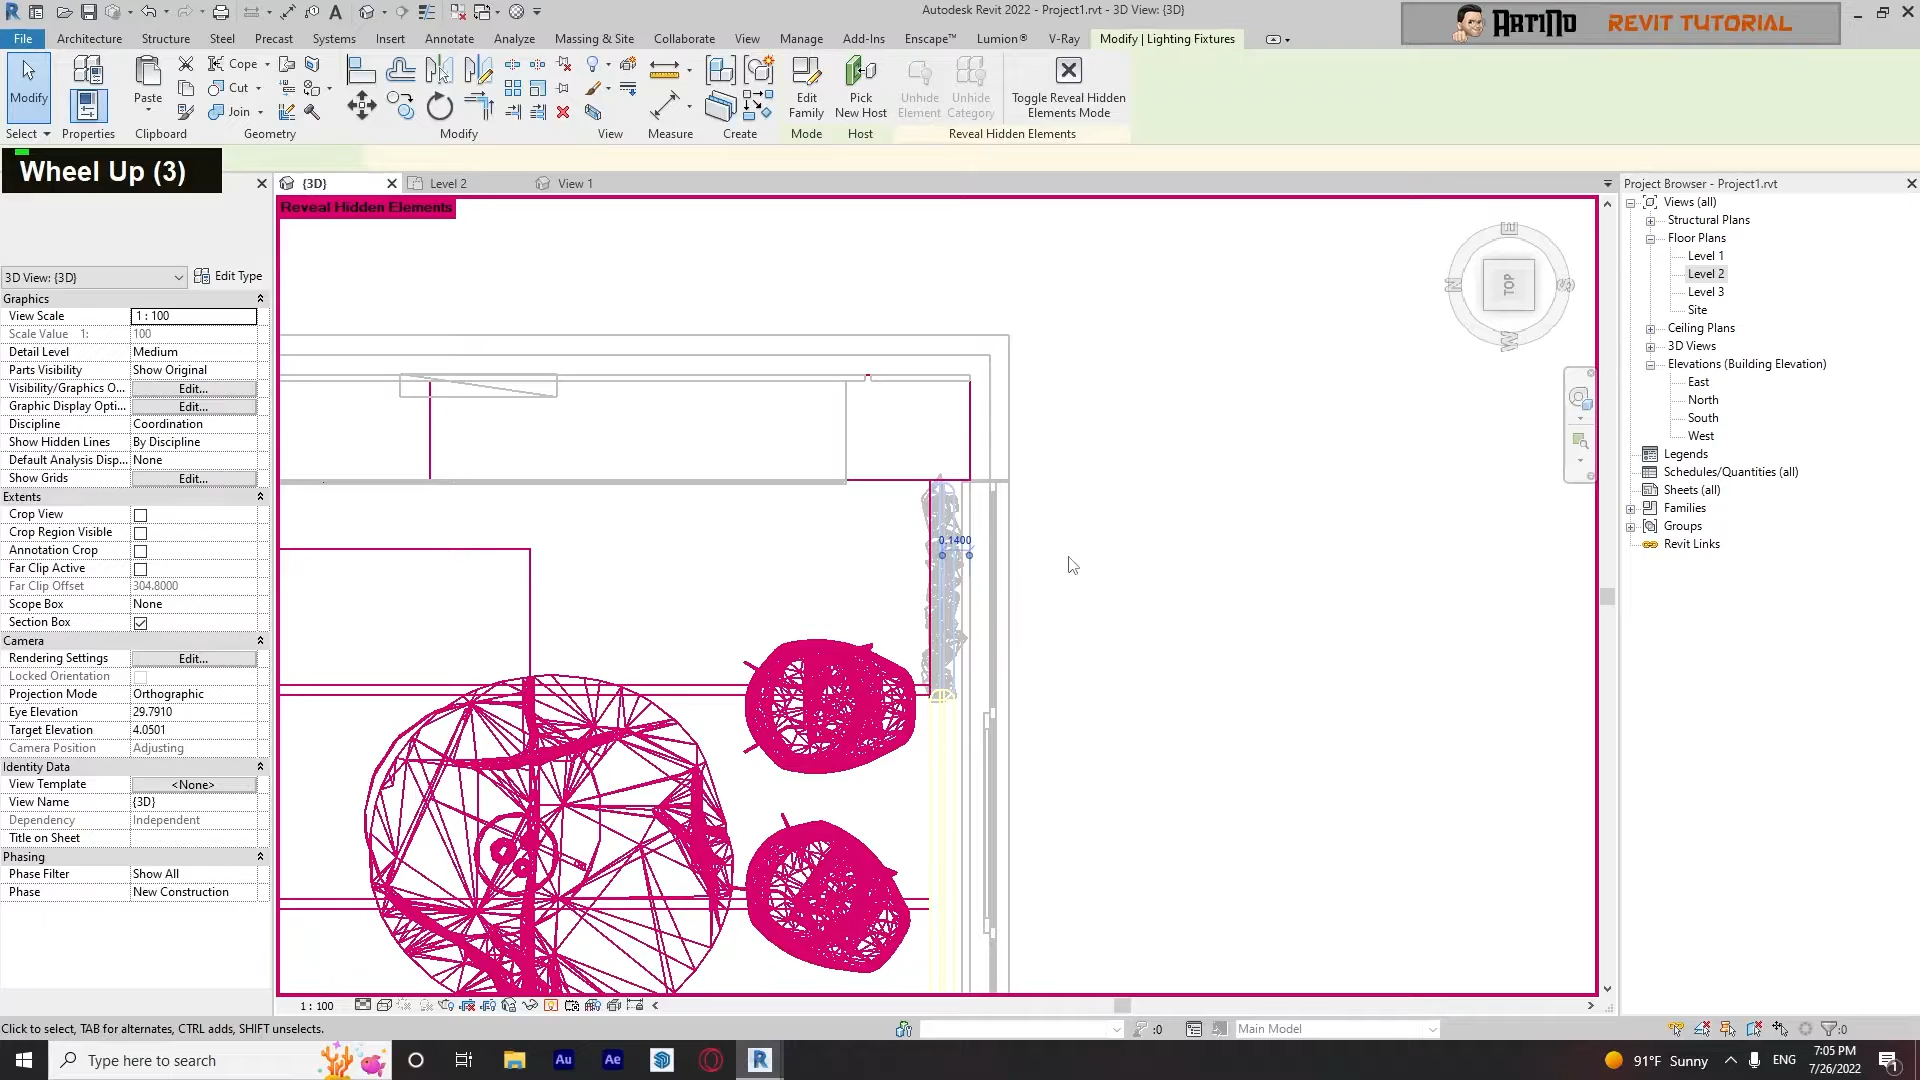 Autodesk Revit 2022 - Project1.rvt - 3D View: {3D}
ARTINO REVIT TUTORIAL
File Architecture Structure Steel Precast Systems Insert Annotate Analyze Massing & Site Collaborate View Manage Add-Ins Enscape™ Lumion® V-Ray Modify | Lighting Fixtures
Modify
Select
Properties
Paste
Clipboard
Cope
Cut
Join
Geometry
Modify
View
Measure
Create
Edit
Family
Mode
Pick
New Host
Host
Unhide
Element
Unhide
Category
Toggle Reveal Hidden
Elements Mode
Reveal Hidden Elements
Wheel Up (3)
{3D}
Level 2
View 1
Reveal Hidden Elements
3D View: {3D}
Edit Type
Graphics
View Scale 1 : 100
Scale Value 1: 100
Detail Level Medium
Parts Visibility Show Original
Visibility/Graphics O... Edit...
Graphic Display Opti... Edit...
Discipline Coordination
Show Hidden Lines By Discipline
Default Analysis Disp... None
Show Grids Edit...
Extents
Crop View
Crop Region Visible
Annotation Crop
Far Clip Active
Far Clip Offset 304.8000
Scope Box None
Section Box
Camera
Rendering Settings Edit...
Locked Orientation
Projection Mode Orthographic
Eye Elevation 29.7910
Target Elevation 4.0501
Camera Position Adjusting
Identity Data
View Template <None>
View Name {3D}
Dependency Independent
Title on Sheet
Phasing
Phase Filter Show All
Phase New Construction
0.1400
E
N
TOP
S
W
Project Browser - Project1.rvt
Views (all)
Structural Plans
Floor Plans
Level 1
Level 2
Level 3
Site
Ceiling Plans
3D Views
Elevations (Building Elevation)
East
North
South
West
Legends
Schedules/Quantities (all)
Sheets (all)
Families
Groups
Revit Links
1 : 100
Click to select, TAB for alternates, CTRL adds, SHIFT unselects.
:0
Main Model
:0
Type here to search
Au
Ae
R
91°F Sunny
ENG
7:05 PM
7/26/2022
1